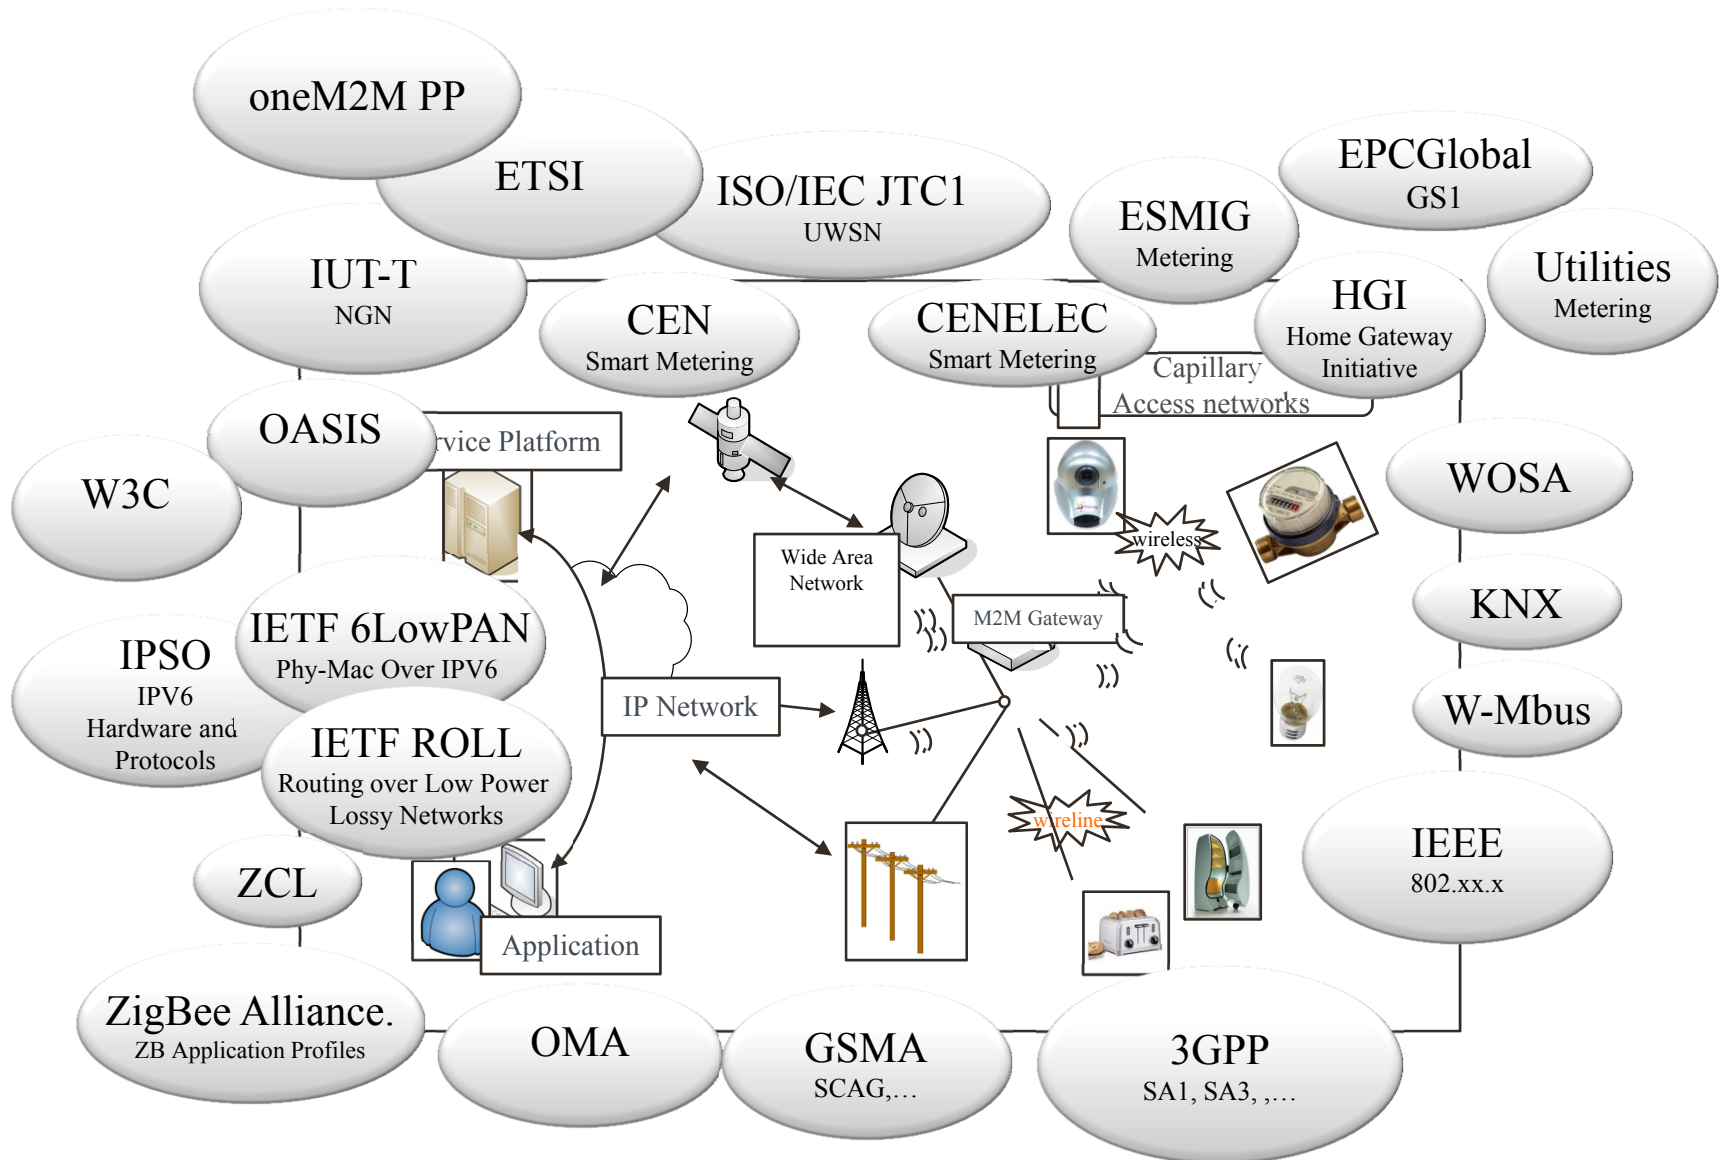 oneM2M PP
ETSI
ISO/IEC JTC1
UWSN
EPCGlobal
GS1
ESMIG
Metering
Utilities
Metering
IUT-T
NGN
CEN
Smart Metering
CENELEC
Smart Metering
HGI
Home Gateway
Initiative
Capillary
Access networks
OASIS
rvice Platform
W3C
WOSA
wireless
Wide Area
Network
M2M Gateway
KNX
IETF 6LowPAN
Phy-Mac Over IPV6
IPSO
IPV6
Hardware and
Protocols
IP Network
W-Mbus
IETF ROLL
Routing over Low Power
Lossy Networks
wireline
IEEE
802.xx.x
ZCL
Application
ZigBee Alliance.
ZB Application Profiles
OMA
GSMA
SCAG,…
3GPP
SA1, SA3, ,…